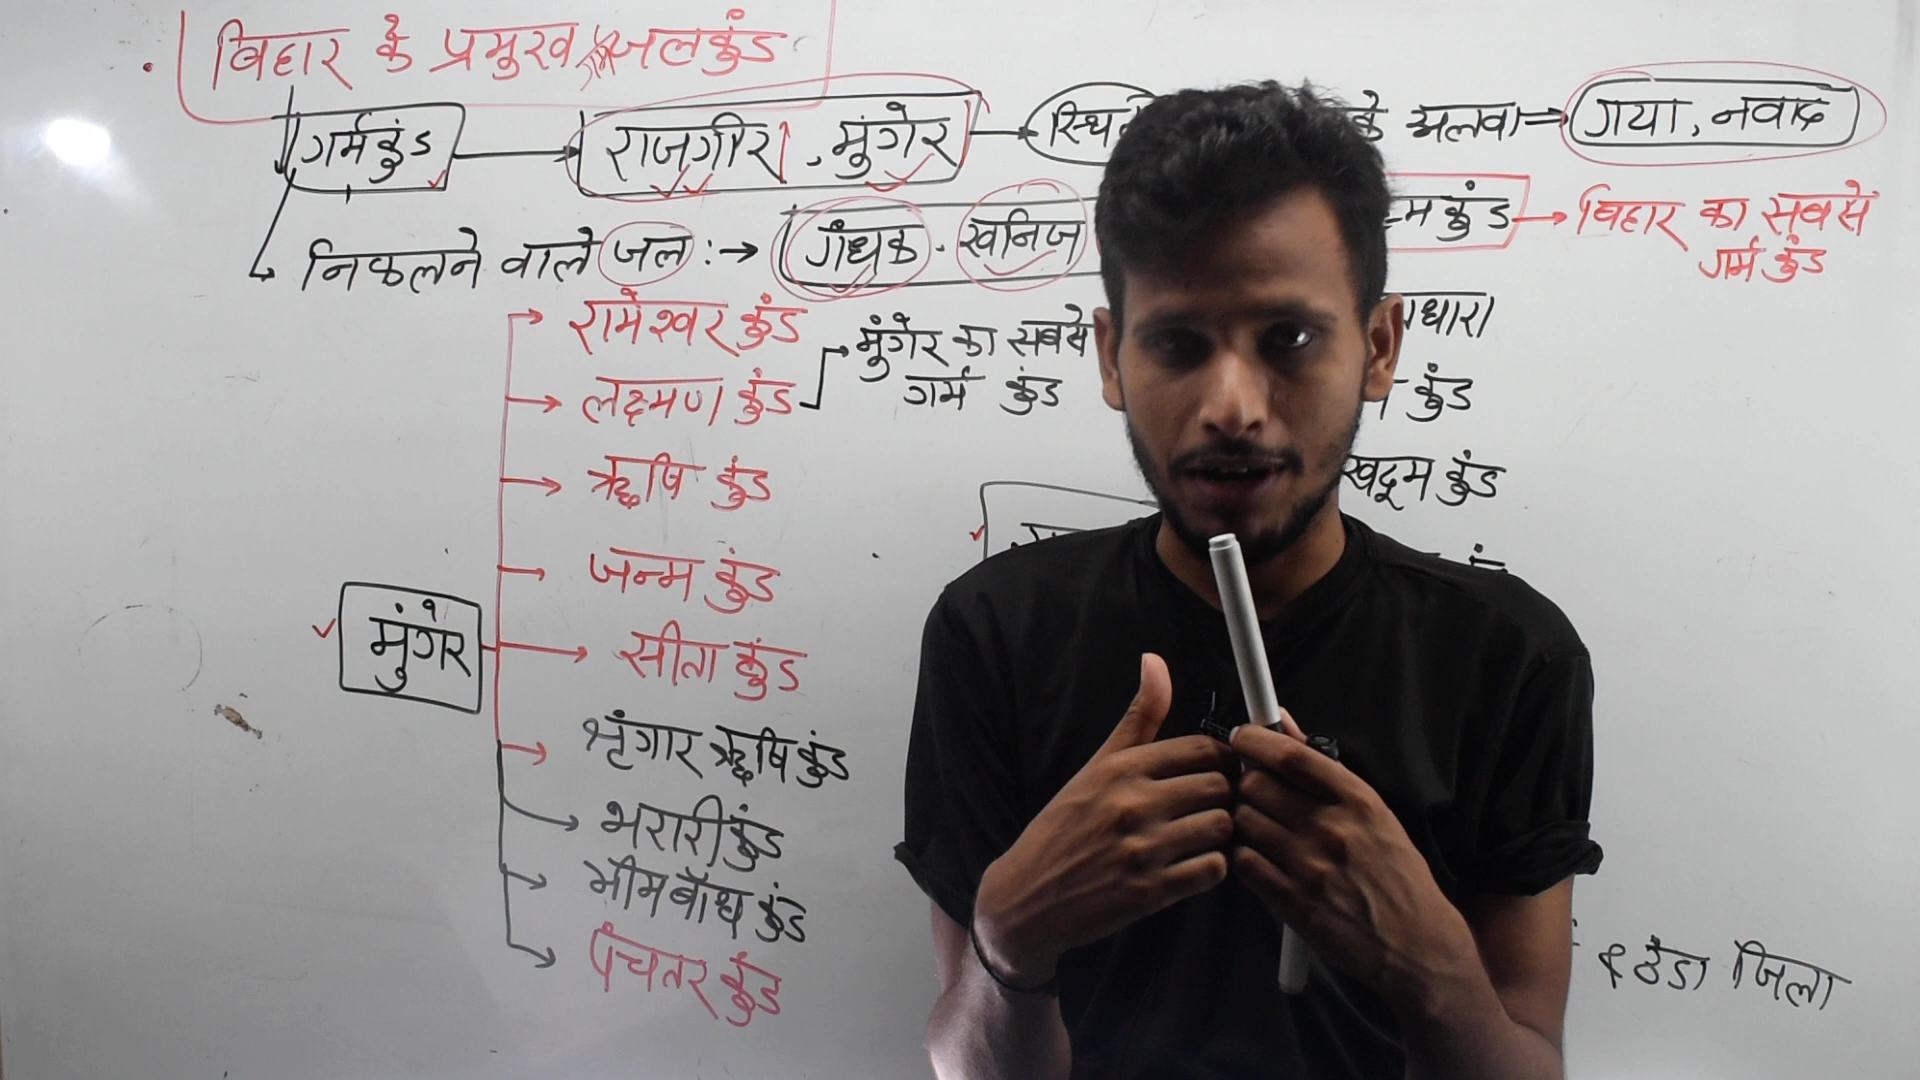 बिहार के प्रमुख जलकुंड
गर्मकुंड → राजगीर, मुंगेर → के अलवा → गया, नवादा
निकलने वाले जल :→ गंधक - खनिज
कुंड → बिहार का सबसे
गर्म कुंड
रामेश्वर कुंड
लक्ष्मण कुंड → मुंगेर का सबसे
गर्म कुंड
ऋषि कुंड
जन्म कुंड
मुंगेर
सीता कुंड
श्रृंगार ऋषि कुंड
भरारी कुंड
भीमबाँध कुंड
पंचतर कुंड
धारा
कुंड
खदूम कुंड
ठंडा जिला